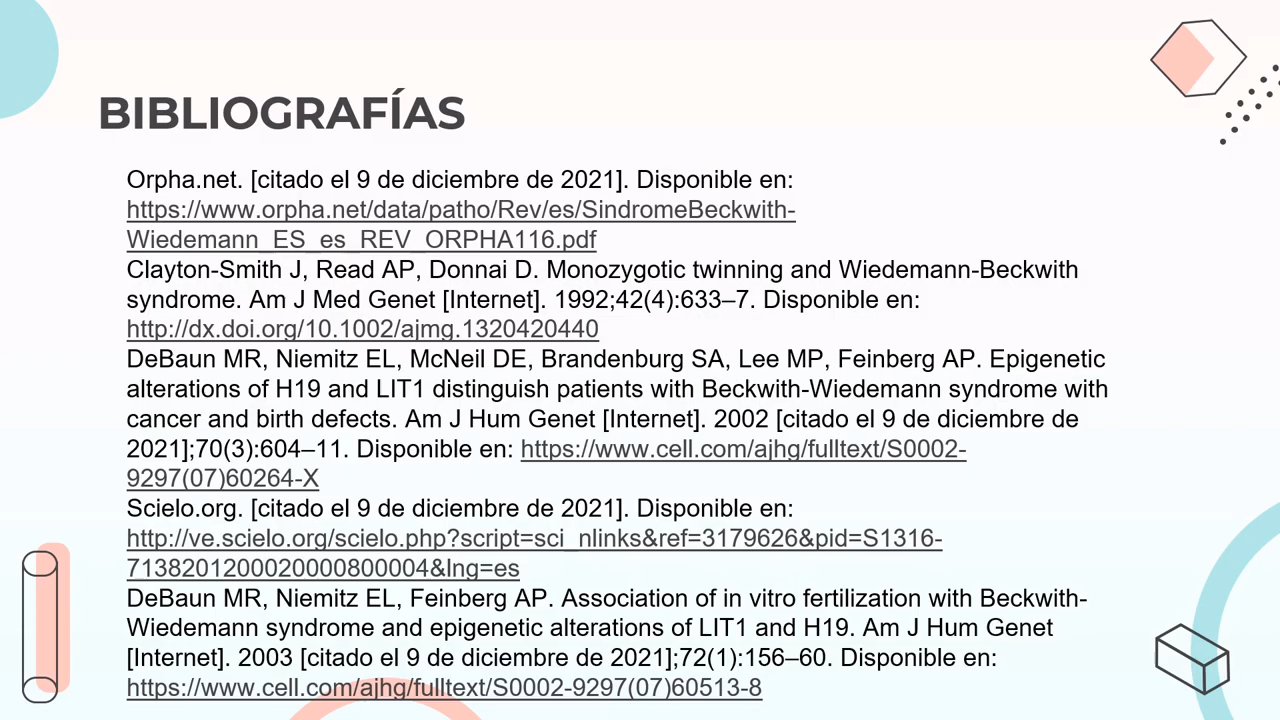 BIBLIOGRAFÍAS
Orpha.net. [citado el 9 de diciembre de 2021]. Disponible en:
https://www.orpha.net/data/patho/Rev/es/SindromeBeckwith-
Wiedemann_ES_es_REV_ORPHA116.pdf
Clayton-Smith J, Read AP, Donnai D. Monozygotic twinning and Wiedemann-Beckwith
syndrome. Am J Med Genet [Internet]. 1992;42(4):633–7. Disponible en:
http://dx.doi.org/10.1002/ajmg.1320420440
DeBaun MR, Niemitz EL, McNeil DE, Brandenburg SA, Lee MP, Feinberg AP. Epigenetic
alterations of H19 and LIT1 distinguish patients with Beckwith-Wiedemann syndrome with
cancer and birth defects. Am J Hum Genet [Internet]. 2002 [citado el 9 de diciembre de
2021];70(3):604–11. Disponible en: https://www.cell.com/ajhg/fulltext/S0002-
9297(07)60264-X
Scielo.org. [citado el 9 de diciembre de 2021]. Disponible en:
http://ve.scielo.org/scielo.php?script=sci_nlinks&ref=3179626&pid=S1316-
7138201200020000800004&lng=es
DeBaun MR, Niemitz EL, Feinberg AP. Association of in vitro fertilization with Beckwith-
Wiedemann syndrome and epigenetic alterations of LIT1 and H19. Am J Hum Genet
[Internet]. 2003 [citado el 9 de diciembre de 2021];72(1):156–60. Disponible en:
https://www.cell.com/ajhg/fulltext/S0002-9297(07)60513-8